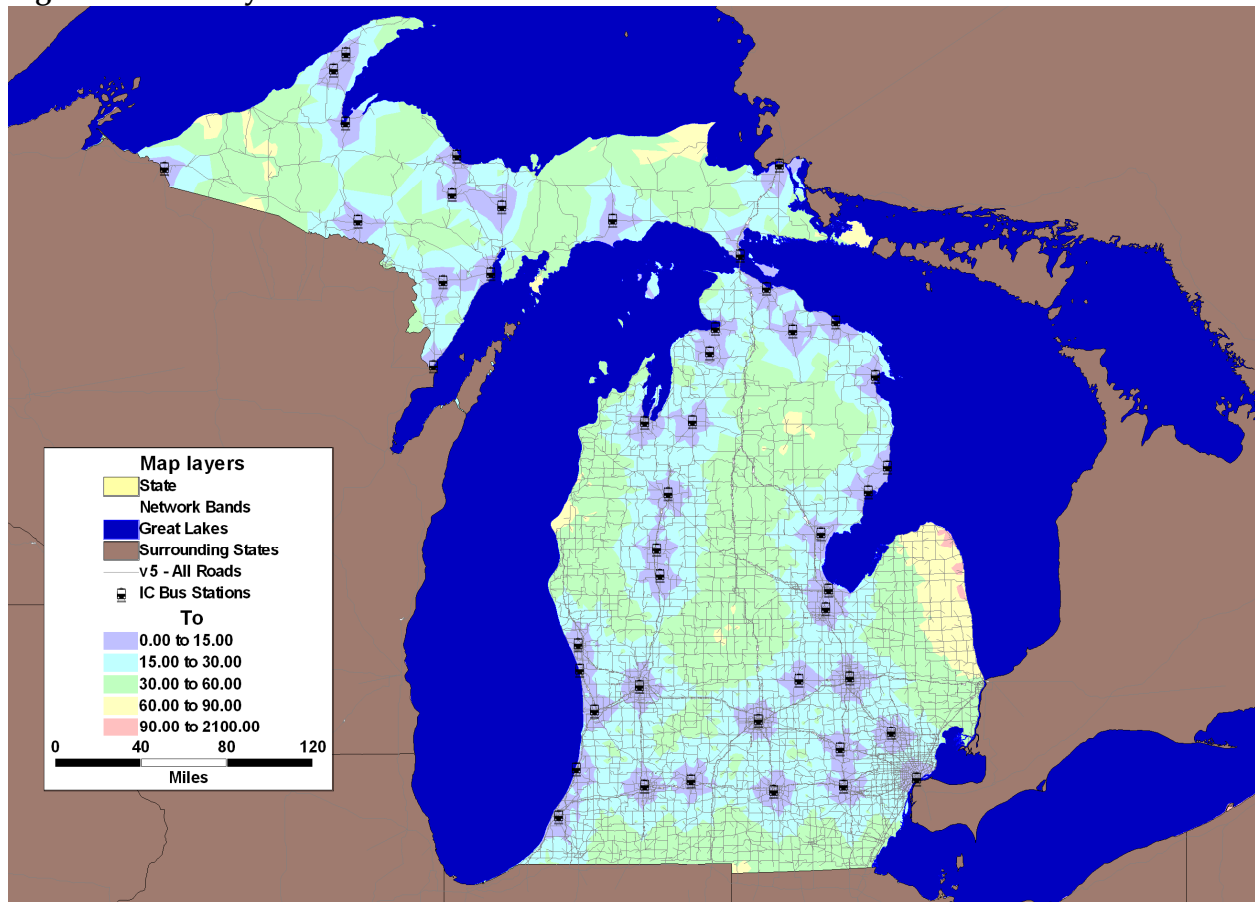 Map layers
State
Network Bands
Great Lakes
Surrounding States
v5 - All Roads
IC Bus Stations
To
0.00 to 15.00
15.00 to 30.00
30.00 to 60.00
60.00 to 90.00
90.00 to 2100.00
0 40 80 120
Miles